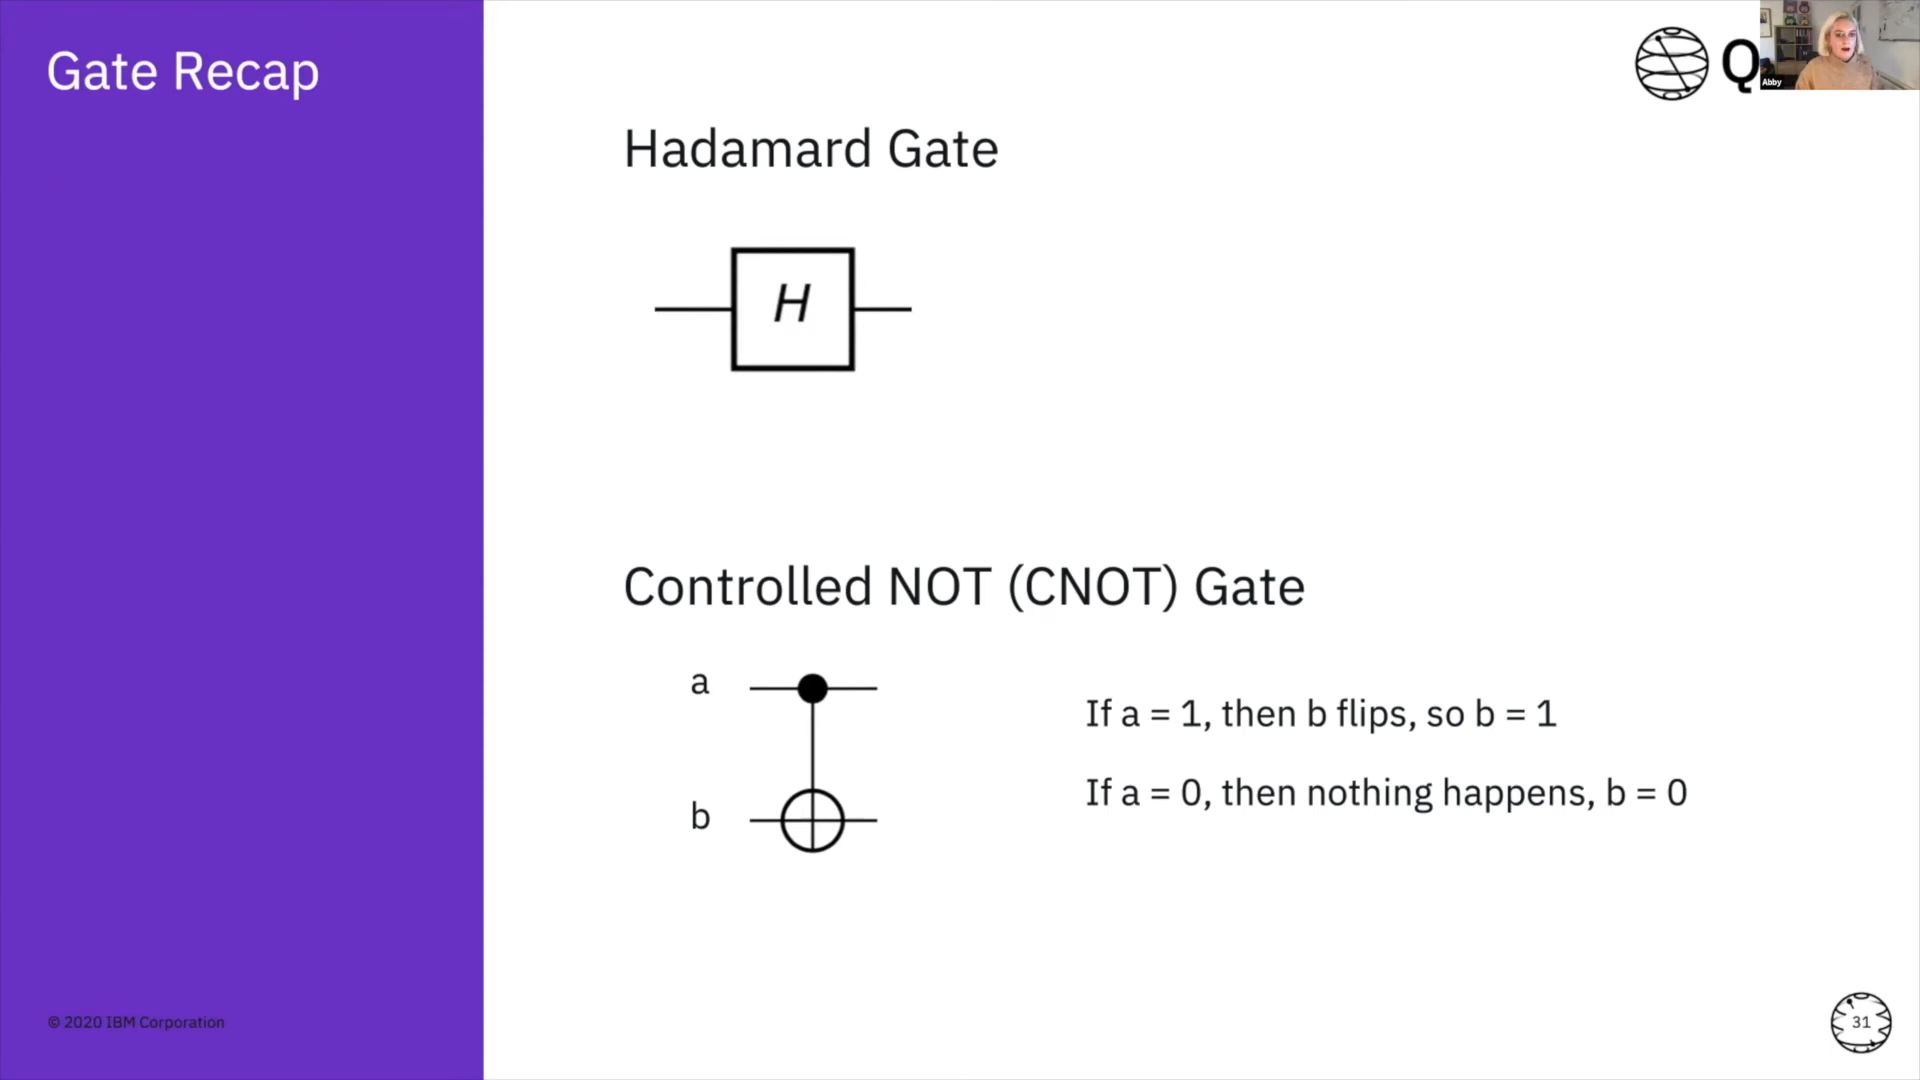 Gate Recap
Q
Abby
Hadamard Gate
H
Controlled NOT (CNOT) Gate
a
b
If a = 1, then b flips, so b = 1
If a = 0, then nothing happens, b = 0
© 2020 IBM Corporation
31